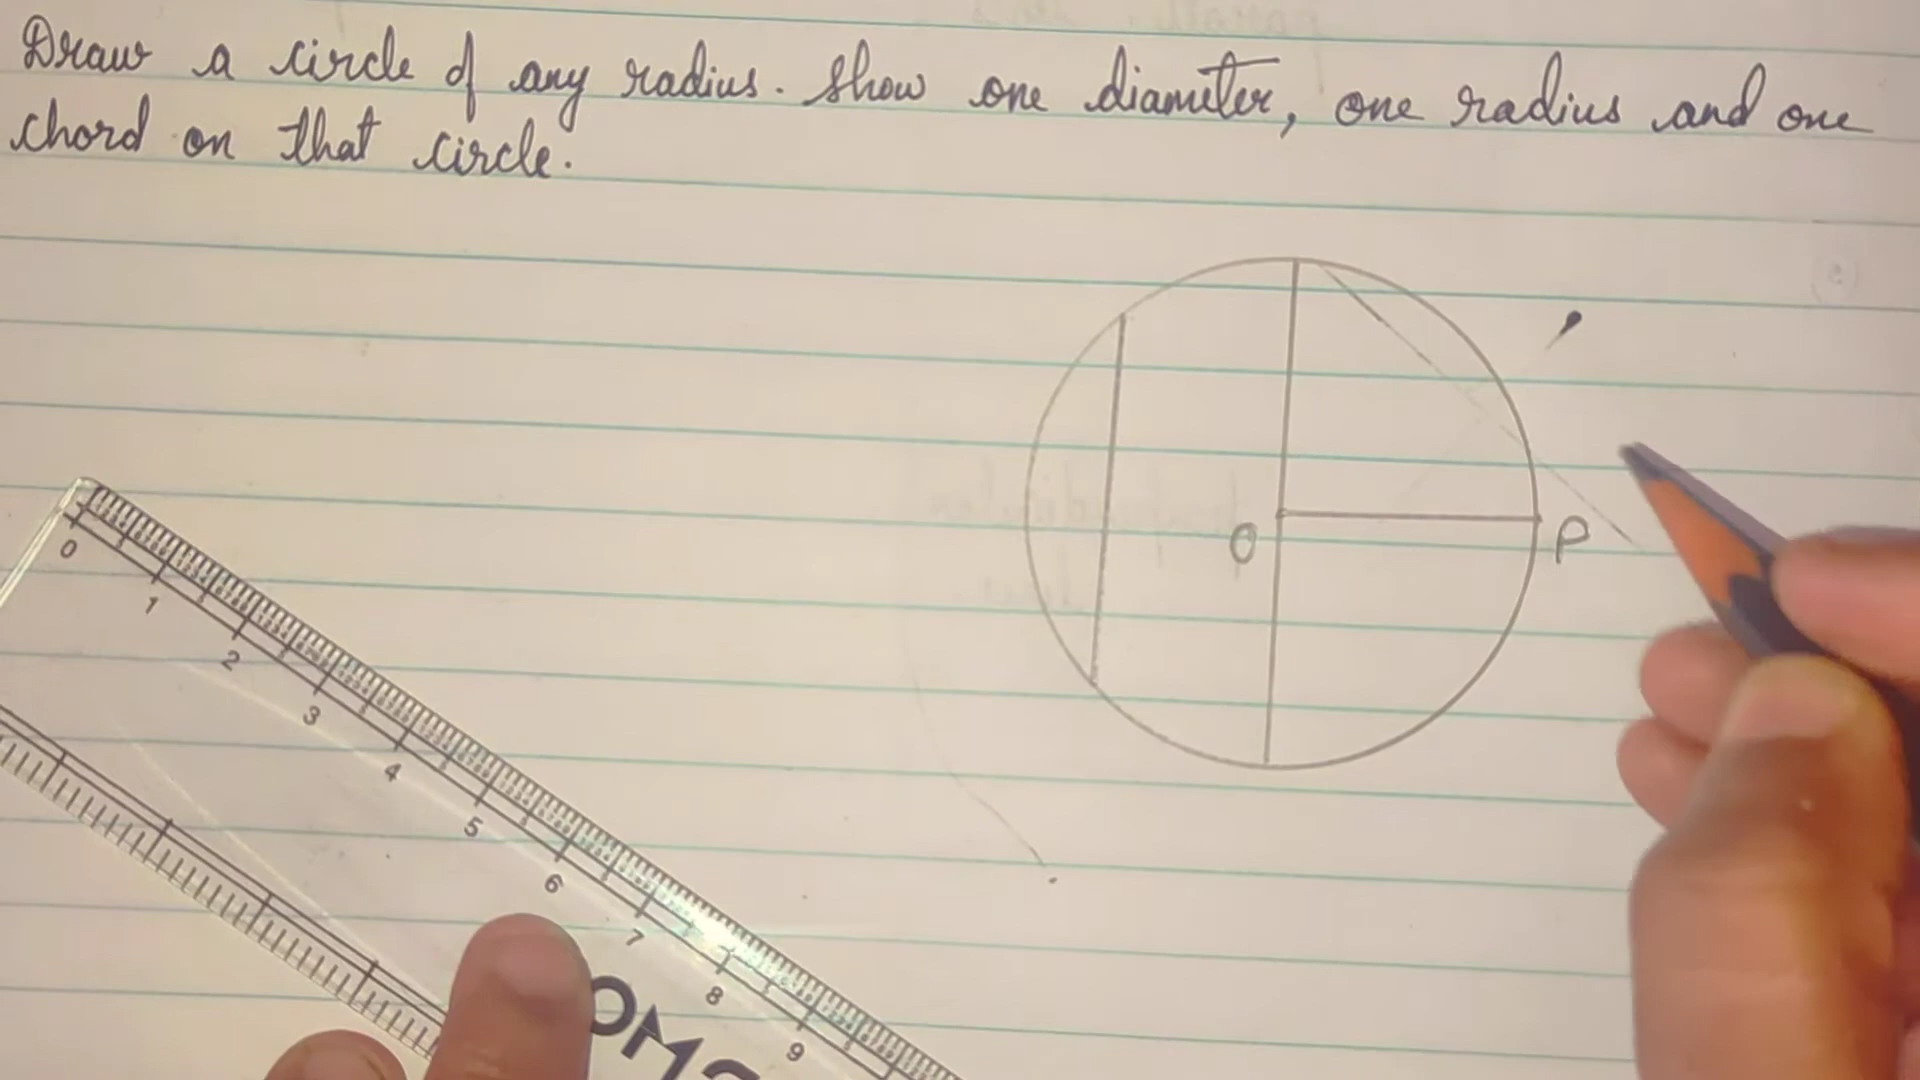 Draw a circle of any radius. Show one diameter, one radius and one
chord on that circle.
O
P
0 1 2 3 4 5 6 7 8 9